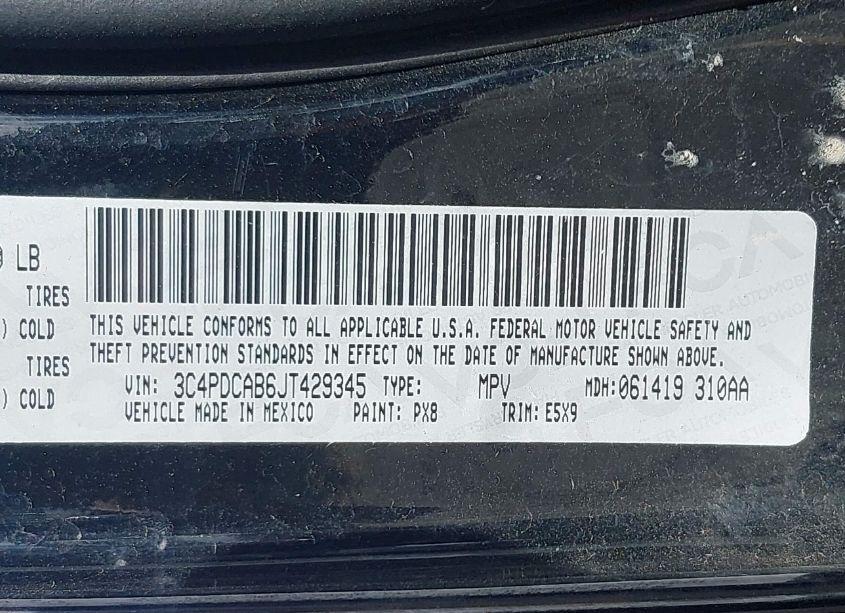 LB
TIRES
) COLD
TIRES
) COLD
THIS VEHICLE CONFORMS TO ALL APPLICABLE U.S.A. FEDERAL MOTOR VEHICLE SAFETY AND
THEFT PREVENTION STANDARDS IN EFFECT ON THE DATE OF MANUFACTURE SHOWN ABOVE.
VIN: 3C4PDCAB6JT429345 TYPE: MPV MDH:061419 310AA
VEHICLE MADE IN MEXICO PAINT: PX8 TRIM: E5X9